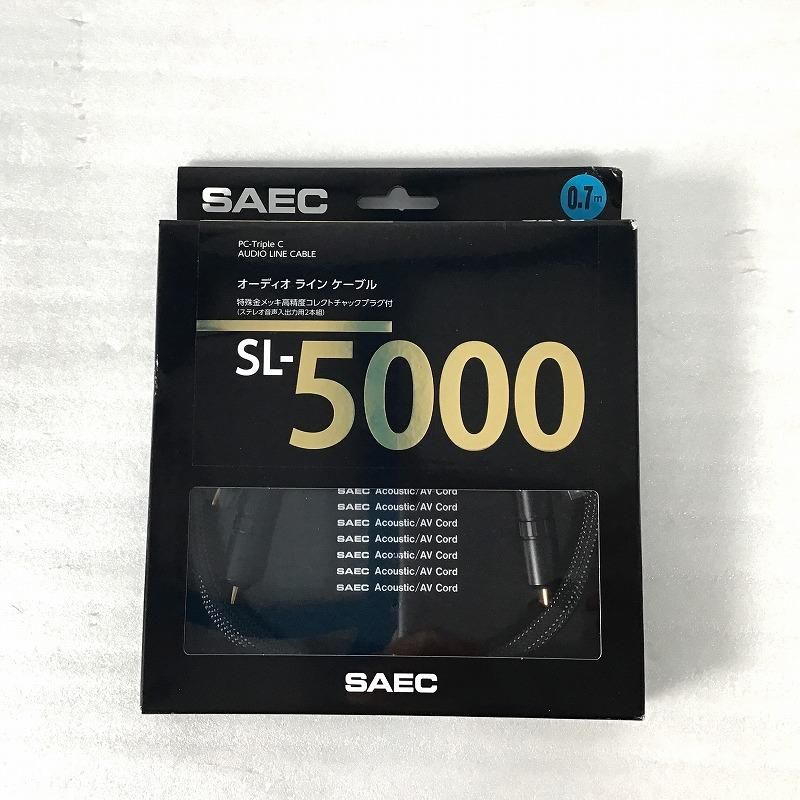 SAEC
0.7m
PC-Triple C
AUDIO LINE CABLE
オーディオ ライン ケーブル
特殊金メッキ高精度コレクトチャックプラグ付
(ステレオ音声入出力用2本組)
SL-5000
SAEC Acoustic/AV Cord
SAEC Acoustic/AV Cord
SAEC Acoustic/AV Cord
SAEC Acoustic/AV Cord
SAEC Acoustic/AV Cord
SAEC Acoustic/AV Cord
SAEC Acoustic/AV Cord
SAEC